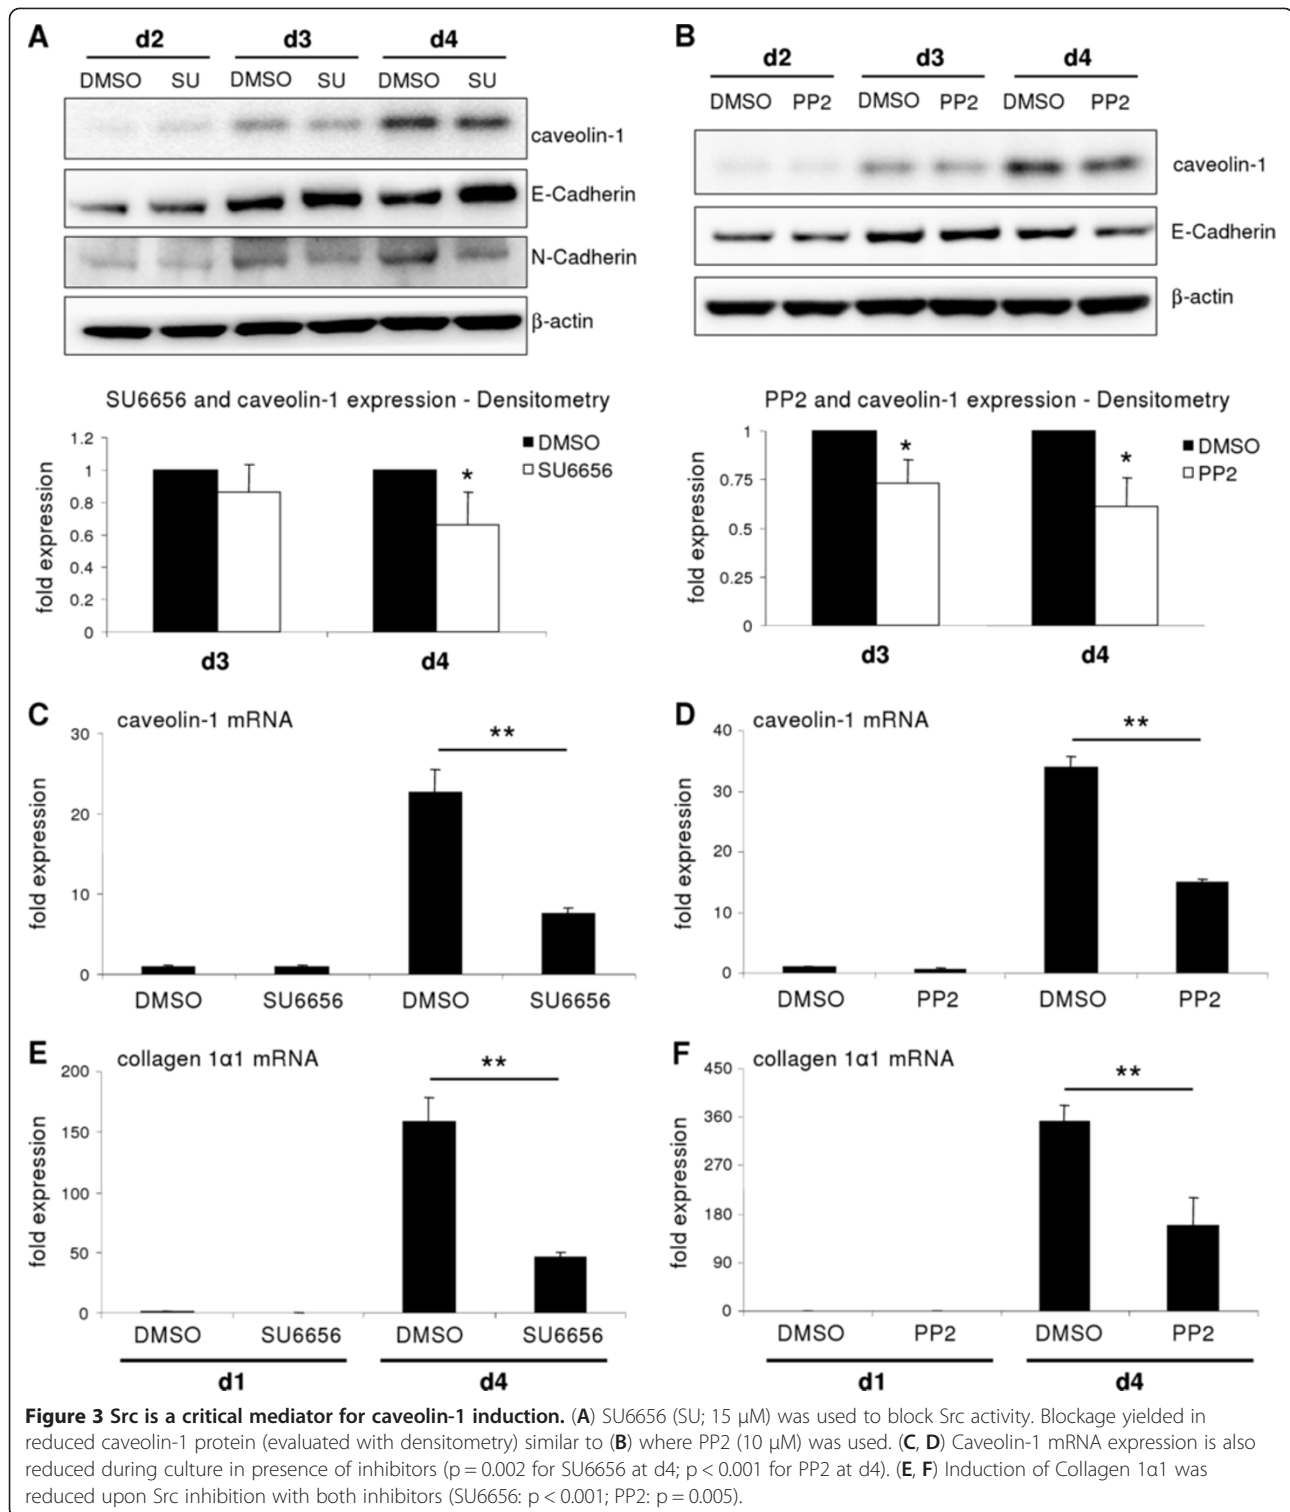 A
d2 d3 d4
DMSO SU DMSO SU DMSO SU
caveolin-1
E-Cadherin
N-Cadherin
β-actin
SU6656 and caveolin-1 expression - Densitometry
fold expression
1.2
1
0.8
0.6
0.4
0.2
0
DMSO
SU6656
*
d3 d4
B
d2 d3 d4
DMSO PP2 DMSO PP2 DMSO PP2
caveolin-1
E-Cadherin
β-actin
PP2 and caveolin-1 expression - Densitometry
fold expression
1
0.75
0.5
0.25
0
DMSO
PP2
* *
d3 d4
C caveolin-1 mRNA
fold expression
30
20
10
0
**
DMSO SU6656 DMSO SU6656
D caveolin-1 mRNA
fold expression
40
30
20
10
0
**
DMSO PP2 DMSO PP2
E collagen 1α1 mRNA
fold expression
200
150
100
50
0
**
DMSO SU6656 DMSO SU6656
d1 d4
F collagen 1α1 mRNA
fold expression
450
360
270
180
90
0
**
DMSO PP2 DMSO PP2
d1 d4
Figure 3 Src is a critical mediator for caveolin-1 induction. (A) SU6656 (SU; 15 μM) was used to block Src activity. Blockage yielded in
reduced caveolin-1 protein (evaluated with densitometry) similar to (B) where PP2 (10 μM) was used. (C, D) Caveolin-1 mRNA expression is also
reduced during culture in presence of inhibitors (p = 0.002 for SU6656 at d4; p < 0.001 for PP2 at d4). (E, F) Induction of Collagen 1α1 was
reduced upon Src inhibition with both inhibitors (SU6656: p < 0.001; PP2: p = 0.005).